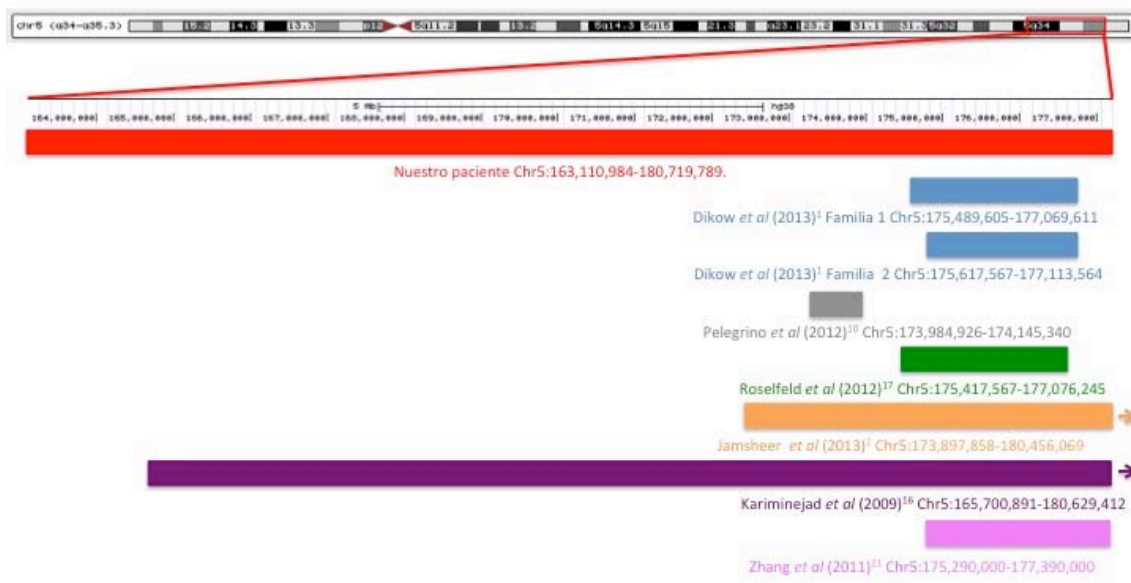 chr5 (q34-q35.3) 15.2 14.3 13.3 p12 5q11.2 q13.2 5q14.3 5q15 21.3 q23.1 23.2 31.1 31.3 5q32 q34
5 Mb hg38
164,000,000| 165,000,000| 166,000,000| 167,000,000| 168,000,000| 169,000,000| 170,000,000| 171,000,000| 172,000,000| 173,000,000| 174,000,000| 175,000,000| 176,000,000| 177,000,000|
Nuestro paciente Chr5:163,110,984-180,719,789.
Dikow et al (2013)¹ Familia 1 Chr5:175,489,605-177,069,611
Dikow et al (2013)¹ Familia 2 Chr5:175,617,567-177,113,564
Pelegrino et al (2012)¹⁰ Chr5:173,984,926-174,145,340
Roselfeld et al (2012)¹⁷ Chr5:175,417,567-177,076,245
Jamsheer et al (2013)² Chr5:173,897,858-180,456,069
Kariminejad et al (2009)¹⁶ Chr5:165,700,891-180,629,412
Zhang et al (2011)²¹ Chr5:175,290,000-177,390,000